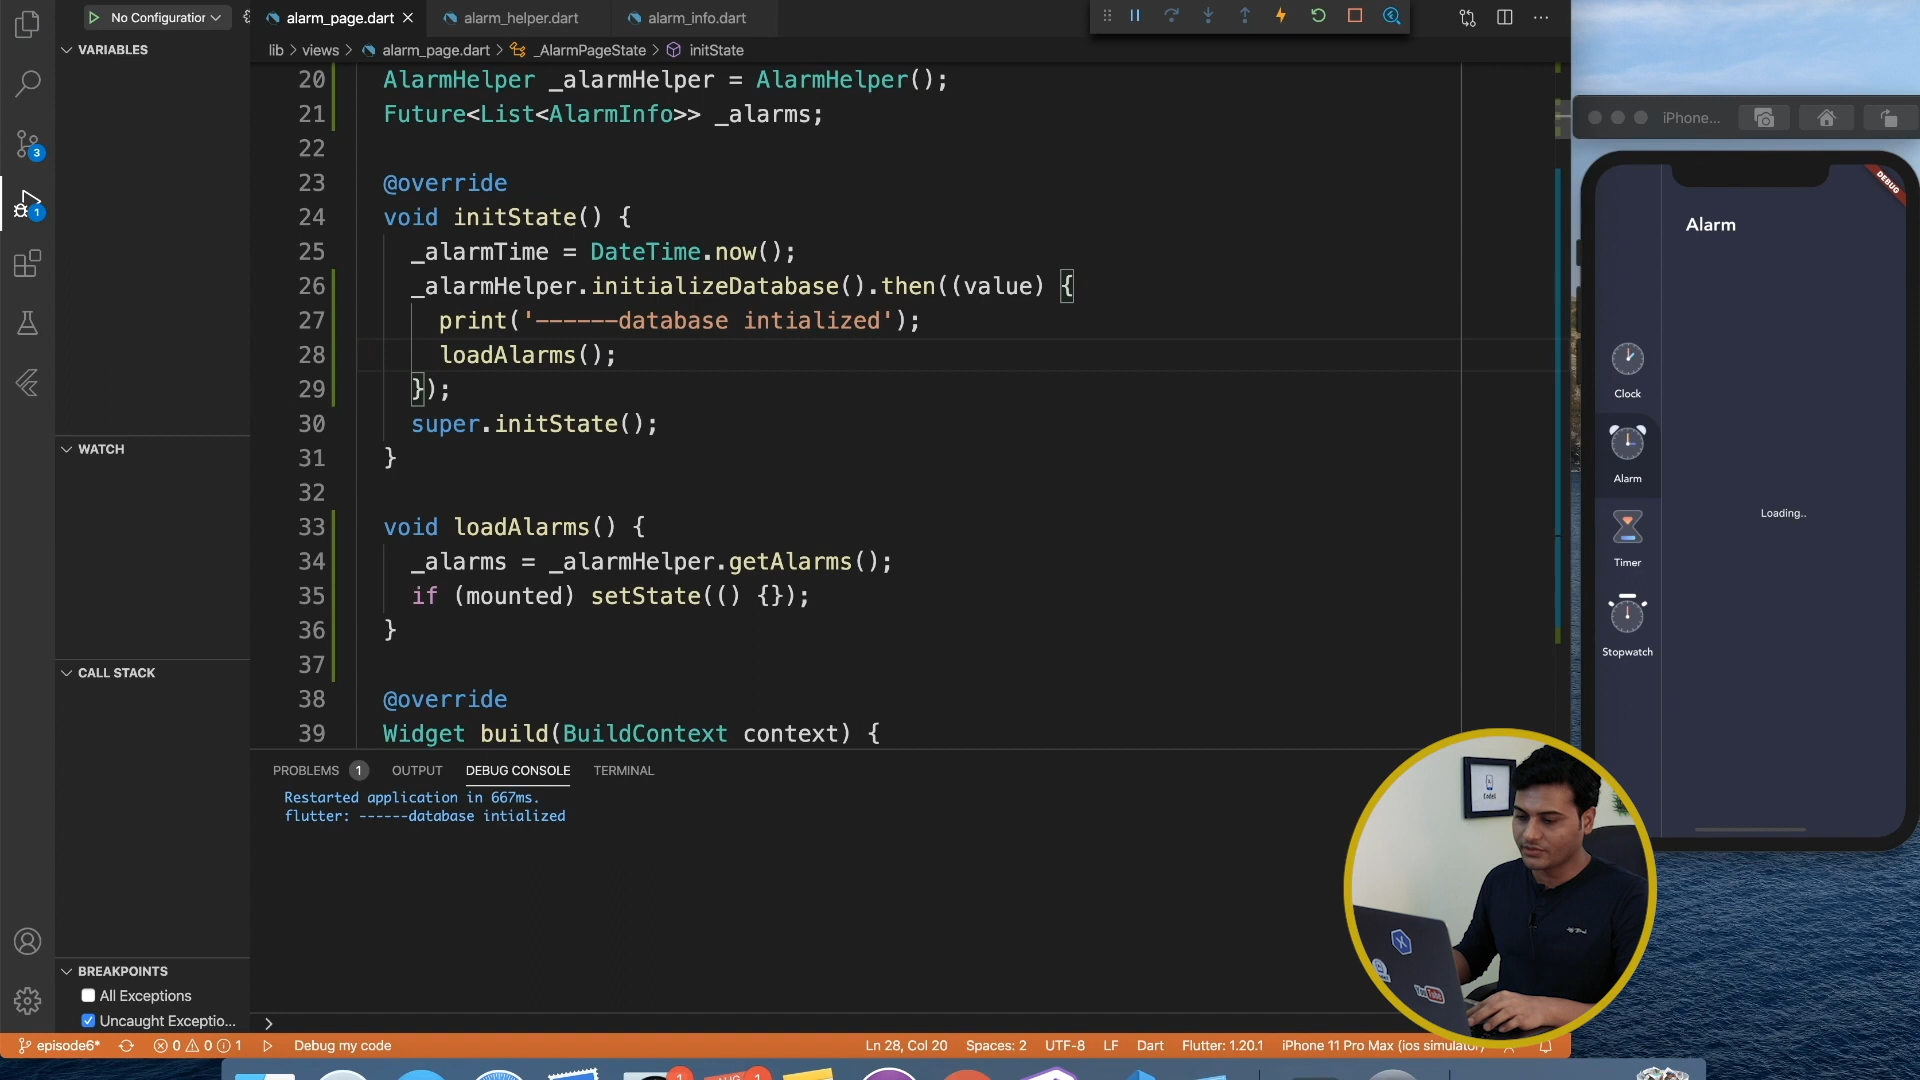 No Configuration
alarm_page.dart
alarm_helper.dart
alarm_info.dart
VARIABLES
lib > views > alarm_page.dart > _AlarmPageState > initState
20 AlarmHelper _alarmHelper = AlarmHelper();
21 Future<List<AlarmInfo>> _alarms;
22
23 @override
24 void initState() {
25 _alarmTime = DateTime.now();
26 _alarmHelper.initializeDatabase().then((value) {
27 print('------database intialized');
28 loadAlarms();
29 });
30 super.initState();
31 }
32
33 void loadAlarms() {
34 _alarms = _alarmHelper.getAlarms();
35 if (mounted) setState(() {});
36 }
37
38 @override
39 Widget build(BuildContext context) {
3
1
WATCH
CALL STACK
BREAKPOINTS
All Exceptions
Uncaught Exceptio...
PROBLEMS 1 OUTPUT DEBUG CONSOLE TERMINAL
Restarted application in 667ms.
flutter: ------database intialized
>
episode6* 0 0 1 Debug my code
Ln 28, Col 20 Spaces: 2 UTF-8 LF Dart Flutter: 1.20.1 iPhone 11 Pro Max (ios simulator)
iPhone...
DEBUG
Alarm
Clock
Alarm
Loading..
Timer
Stopwatch
YouTube
1
1